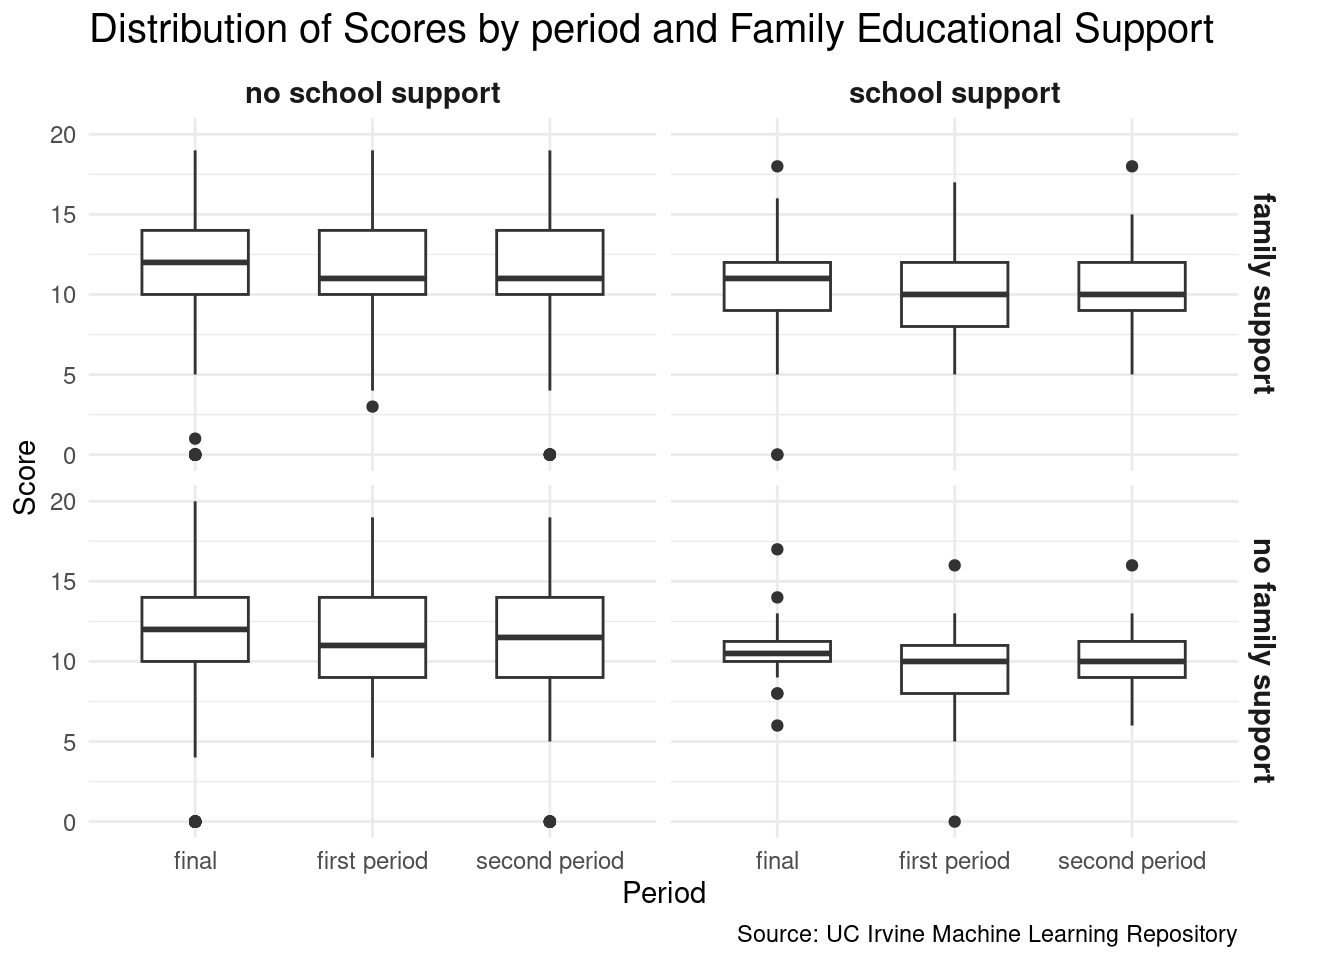 Distribution of Scores by period and Family Educational Support
no school support
school support
20
15
10
5
0
family support
Score
20
15
10
5
0
no family support
final
first period
second period
final
first period
second period
Period
Source: UC Irvine Machine Learning Repository